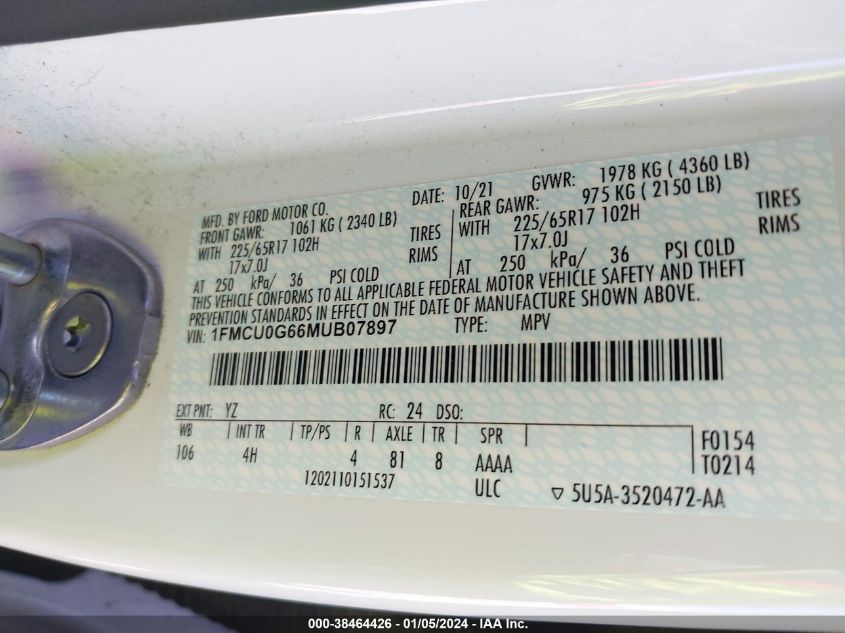 MFD. BY FORD MOTOR CO. DATE: 10/21 GVWR: 1978 KG ( 4360 LB)
FRONT GAWR: 1061 KG ( 2340 LB) REAR GAWR: 975 KG ( 2150 LB)
WITH 225/65R17 102H TIRES WITH 225/65R17 102H TIRES
17x7.0J RIMS 17x7.0J RIMS
AT 250 kPa/ 36 PSI COLD AT 250 kPa/ 36 PSI COLD
THIS VEHICLE CONFORMS TO ALL APPLICABLE FEDERAL MOTOR VEHICLE SAFETY AND THEFT
PREVENTION STANDARDS IN EFFECT ON THE DATE OF MANUFACTURE SHOWN ABOVE.
VIN: 1FMCU0G66MUB07897 TYPE: MPV
EXT PNT: YZ RC: 24 DSO:
WB INT TR TP/PS R AXLE TR SPR F0154
106 4H 4 81 8 AAAA T0214
1202110151537 ULC 5U5A-3520472-AA
000-38464426 - 01/05/2024 - IAA Inc.